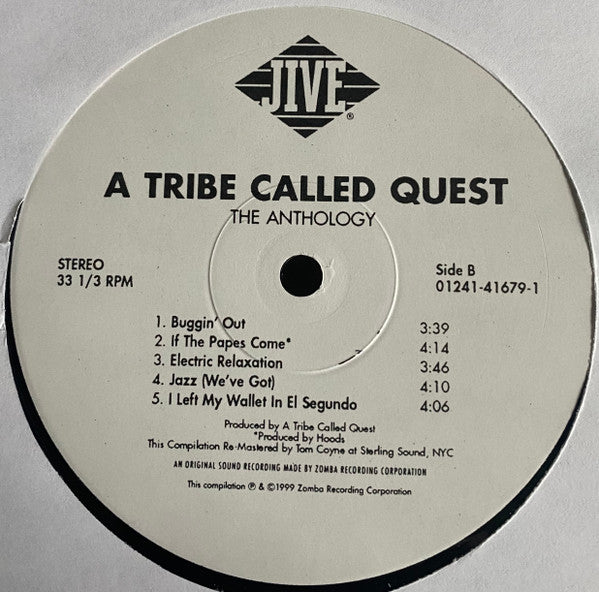 JIVE®
A TRIBE CALLED QUEST
THE ANTHOLOGY
STEREO
33 1/3 RPM
Side B
01241-41679-1
1. Buggin' Out 3:39
2. If The Papes Come* 4:14
3. Electric Relaxation 3:46
4. Jazz (We've Got) 4:10
5. I Left My Wallet In El Segundo 4:06
Produced by A Tribe Called Quest
*Produced by Hoods
This Compilation Re-Mastered by Tom Coyne at Sterling Sound, NYC
AN ORIGINAL SOUND RECORDING MADE BY ZOMBA RECORDING CORPORATION
This compilation ℗ & ©1999 Zomba Recording Corporation